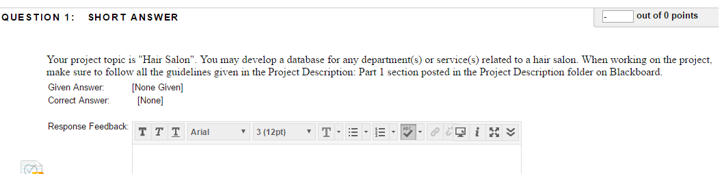 QUESTION 1: SHORT ANSWER
- out of 0 points
Your project topic is "Hair Salon". You may develop a database for any department(s) or service(s) related to a hair salon. When working on the project,
make sure to follow all the guidelines given in the Project Description: Part 1 section posted in the Project Description folder on Blackboard.
Given Answer: [None Given]
Correct Answer: [None]
Response Feedback:
T T T Arial 3 (12pt) T